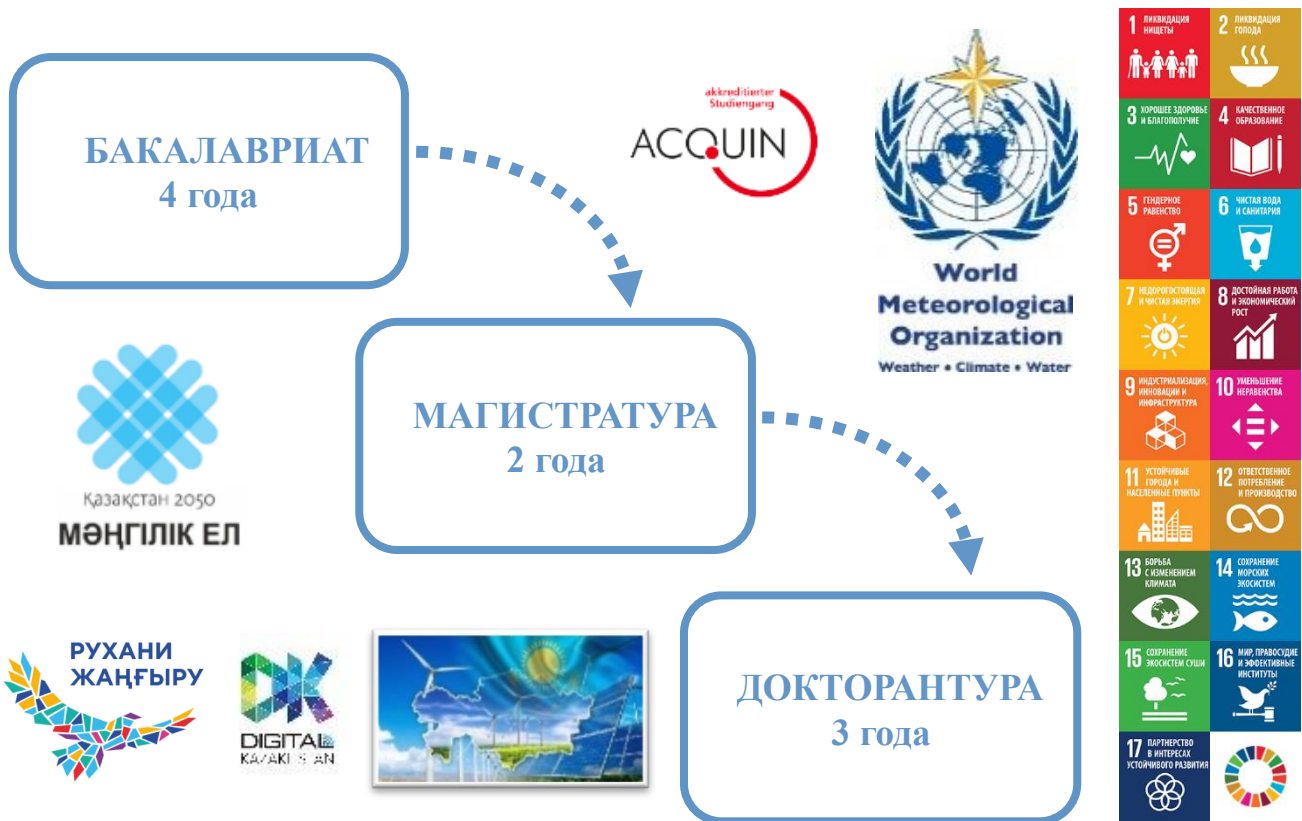 БАКАЛАВРИАТ
4 года
akkreditierter
Studiengang
ACQUIN
World
Meteorological
Organization
Weather • Climate • Water
МАГИСТРАТУРА
2 года
Қазақстан 2050
МӘҢГІЛІК ЕЛ
РУХАНИ
ЖАҢҒЫРУ
DK
DIGITAL
KAZAKHSTAN
ДОКТОРАНТУРА
3 года
1 ЛИКВИДАЦИЯ
НИЩЕТЫ
2 ЛИКВИДАЦИЯ
ГОЛОДА
3 ХОРОШЕЕ ЗДОРОВЬЕ
И БЛАГОПОЛУЧИЕ
4 КАЧЕСТВЕННОЕ
ОБРАЗОВАНИЕ
5 ГЕНДЕРНОЕ
РАВЕНСТВО
6 ЧИСТАЯ ВОДА
И САНИТАРИЯ
7 НЕДОРОГОСТОЯЩАЯ
И ЧИСТАЯ ЭНЕРГИЯ
8 ДОСТОЙНАЯ РАБОТА
И ЭКОНОМИЧЕСКИЙ
РОСТ
9 ИНДУСТРИАЛИЗАЦИЯ,
ИННОВАЦИИ И
ИНФРАСТРУКТУРА
10 УМЕНЬШЕНИЕ
НЕРАВЕНСТВА
11 УСТОЙЧИВЫЕ
ГОРОДА И
НАСЕЛЕННЫЕ ПУНКТЫ
12 ОТВЕТСТВЕННОЕ
ПОТРЕБЛЕНИЕ
И ПРОИЗВОДСТВО
13 БОРЬБА
С ИЗМЕНЕНИЕМ
КЛИМАТА
14 СОХРАНЕНИЕ
МОРСКИХ
ЭКОСИСТЕМ
15 СОХРАНЕНИЕ
ЭКОСИСТЕМ СУШИ
16 МИР, ПРАВОСУДИЕ
И ЭФФЕКТИВНЫЕ
ИНСТИТУТЫ
17 ПАРТНЕРСТВО
В ИНТЕРЕСАХ
УСТОЙЧИВОГО РАЗВИТИЯ